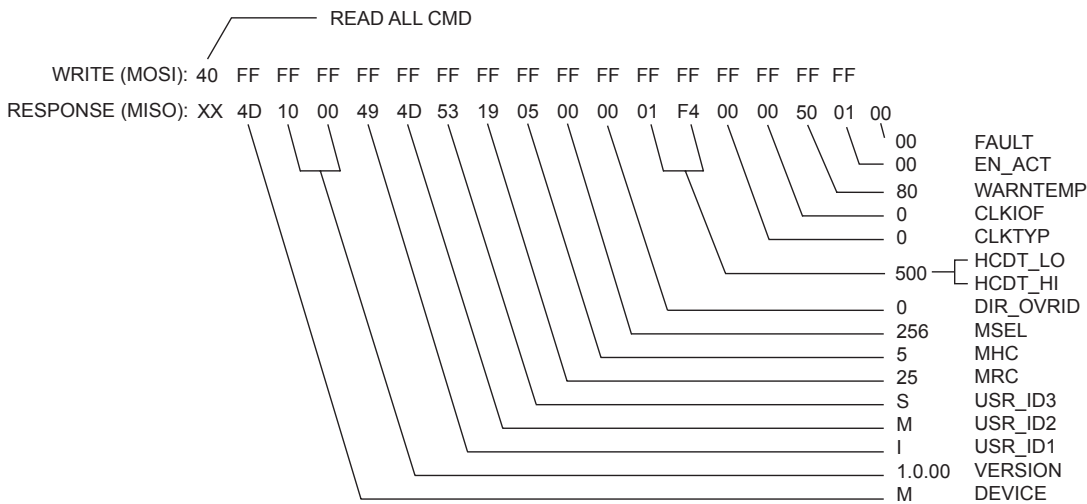 READ ALL CMD
WRITE (MOSI): 40 FF FF FF FF FF FF FF FF FF FF FF FF FF FF FF FF
RESPONSE (MISO): XX 4D 10 00 49 4D 53 19 05 00 00 01 F4 00 00 50 01 00
00 FAULT
00 EN_ACT
80 WARNTEMP
0 CLKIOF
0 CLKTYP
HCDT_LO
500
HCDT_HI
0 DIR_OVRID
256 MSEL
5 MHC
25 MRC
S USR_ID3
M USR_ID2
I USR_ID1
1.0.00 VERSION
M DEVICE